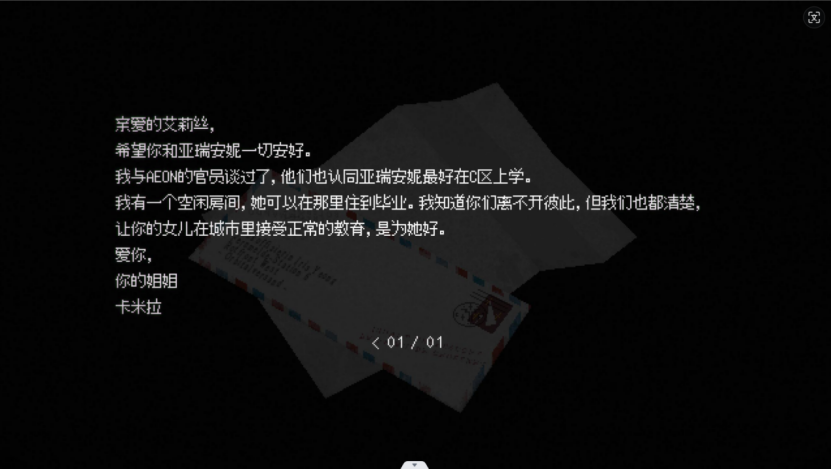 亲爱的艾莉丝，
希望你和亚瑞安妮一切安好。
我与AEON的官员谈过了，他们也认同亚瑞安妮最好在C区上学。
我有一个空闲房间，她可以在那里住到毕业。我知道你们离不开彼此，但我们也都清楚，
让你的女儿在城市里接受正常的教育，是为她好。
爱你，
你的姐姐
卡米拉
< 01 / 01